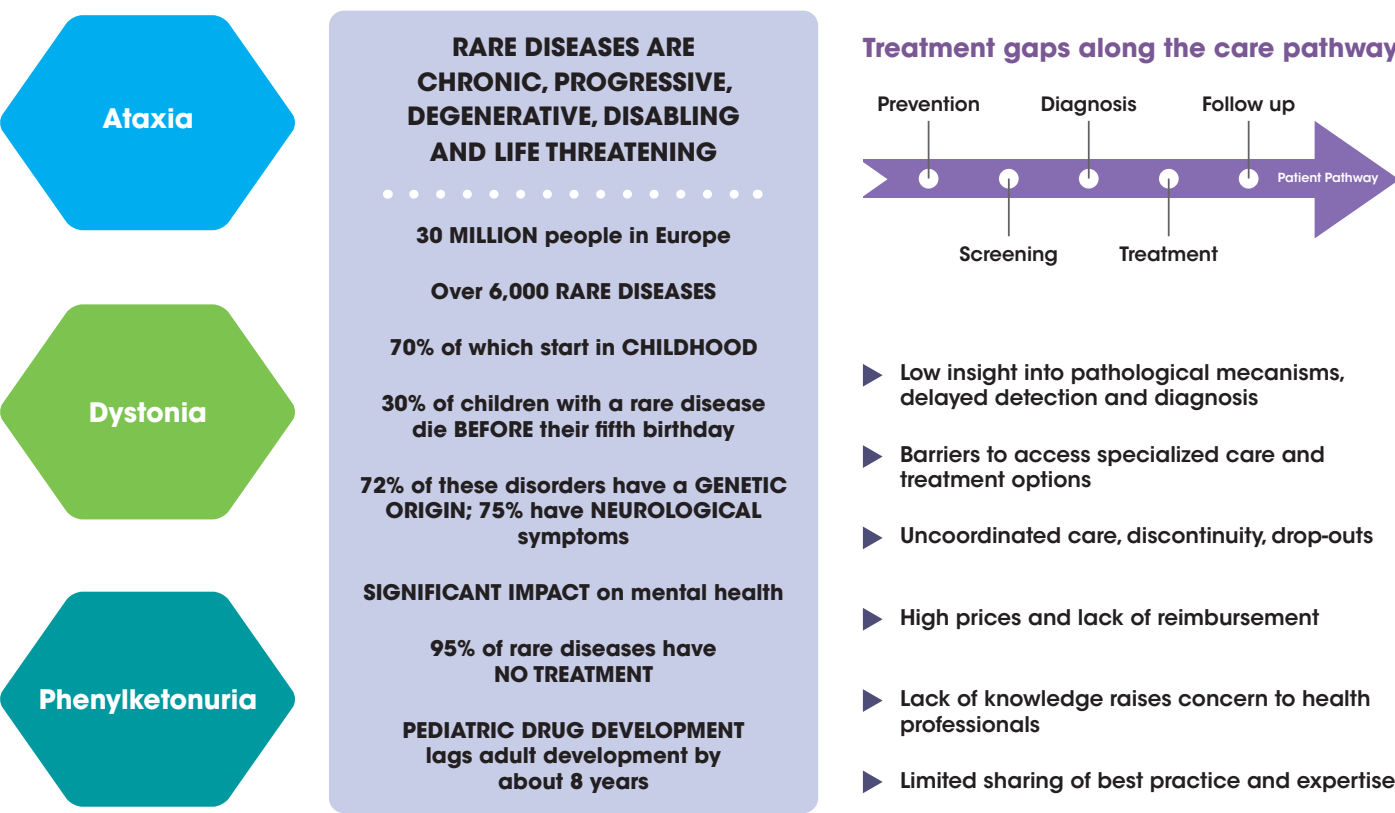 Ataxia
Dystonia
Phenylketonuria
RARE DISEASES ARE
CHRONIC, PROGRESSIVE,
DEGENERATIVE, DISABLING
AND LIFE THREATENING
30 MILLION people in Europe
Over 6,000 RARE DISEASES
70% of which start in CHILDHOOD
30% of children with a rare disease
die BEFORE their fifth birthday
72% of these disorders have a GENETIC
ORIGIN; 75% have NEUROLOGICAL
symptoms
SIGNIFICANT IMPACT on mental health
95% of rare diseases have
NO TREATMENT
PEDIATRIC DRUG DEVELOPMENT
lags adult development by
about 8 years
Treatment gaps along the care pathway
Prevention
Diagnosis
Follow up
Patient Pathway
Screening
Treatment
Low insight into pathological mecanisms,
delayed detection and diagnosis
Barriers to access specialized care and
treatment options
Uncoordinated care, discontinuity, drop-outs
High prices and lack of reimbursement
Lack of knowledge raises concern to health
professionals
Limited sharing of best practice and expertise